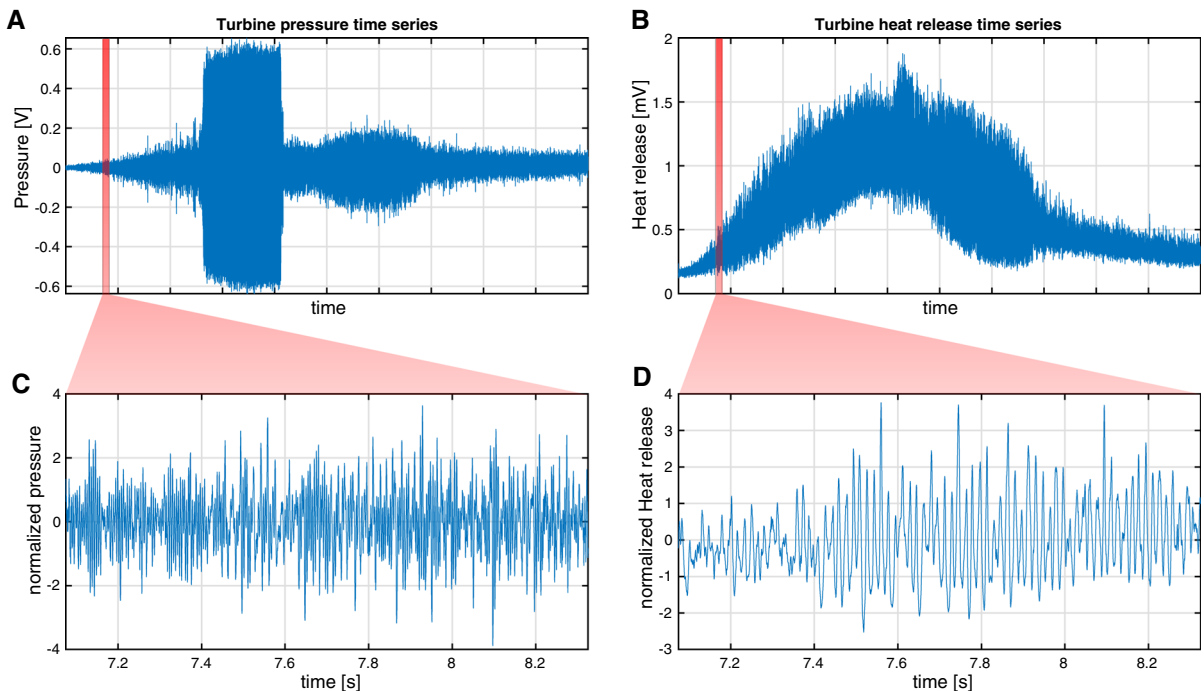 A
Turbine pressure time series
Pressure [V]
0.6
0.4
0.2
0
-0.2
-0.4
-0.6
time
B
Turbine heat release time series
Heat release [mV]
2
1.5
1
0.5
0
time
C
normalized pressure
4
2
0
-2
-4
7.2
7.4
7.6
7.8
8
8.2
time [s]
D
normalized Heat release
4
3
2
1
0
-1
-2
-3
7.2
7.4
7.6
7.8
8
8.2
time [s]